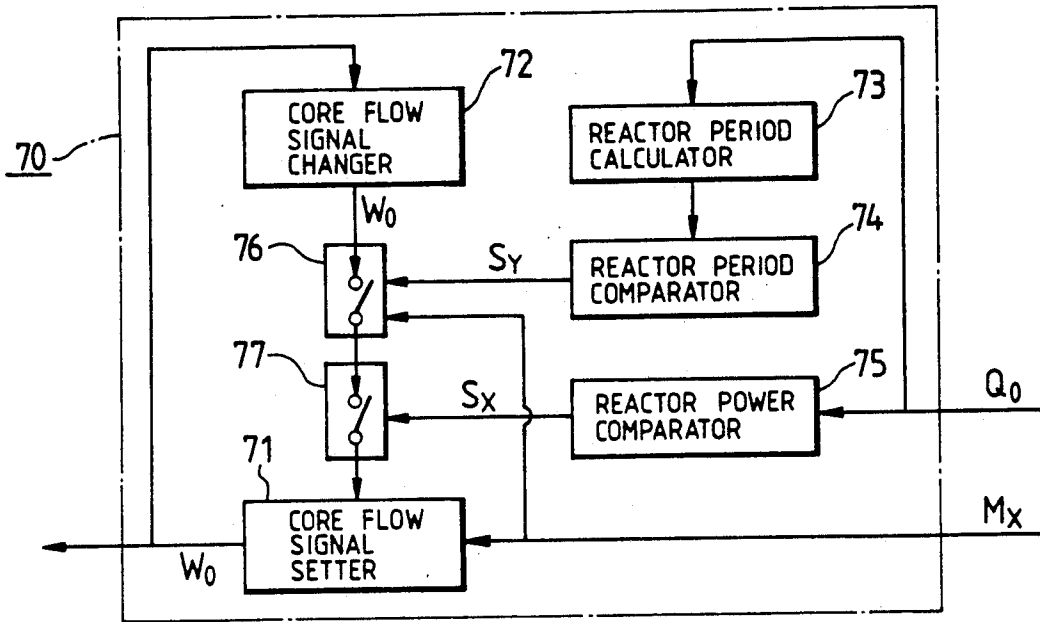 70
72
CORE FLOW
SIGNAL
CHANGER
73
REACTOR PERIOD
CALCULATOR
W0
76
SY
74
REACTOR PERIOD
COMPARATOR
77
SX
75
REACTOR POWER
COMPARATOR
Q0
71
CORE FLOW
SIGNAL
SETTER
MX
W0